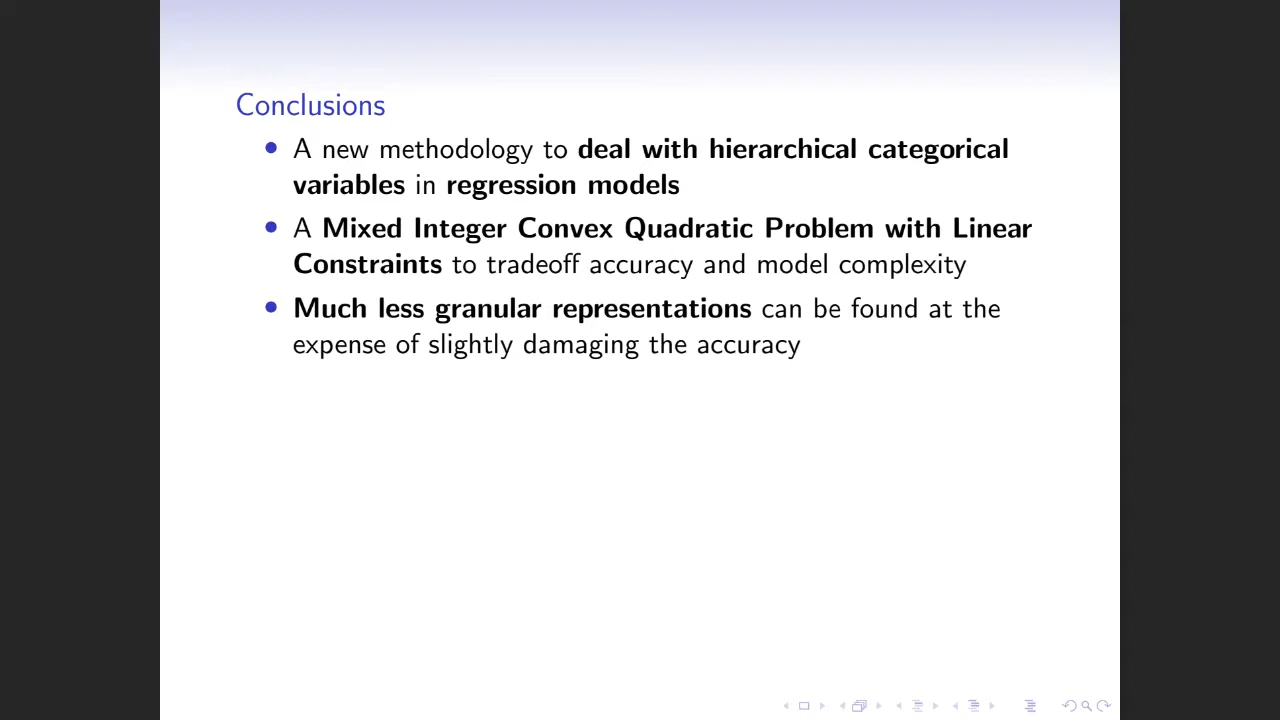 Conclusions
• A new methodology to deal with hierarchical categorical
variables in regression models
• A Mixed Integer Convex Quadratic Problem with Linear
Constraints to tradeoff accuracy and model complexity
• Much less granular representations can be found at the
expense of slightly damaging the accuracy